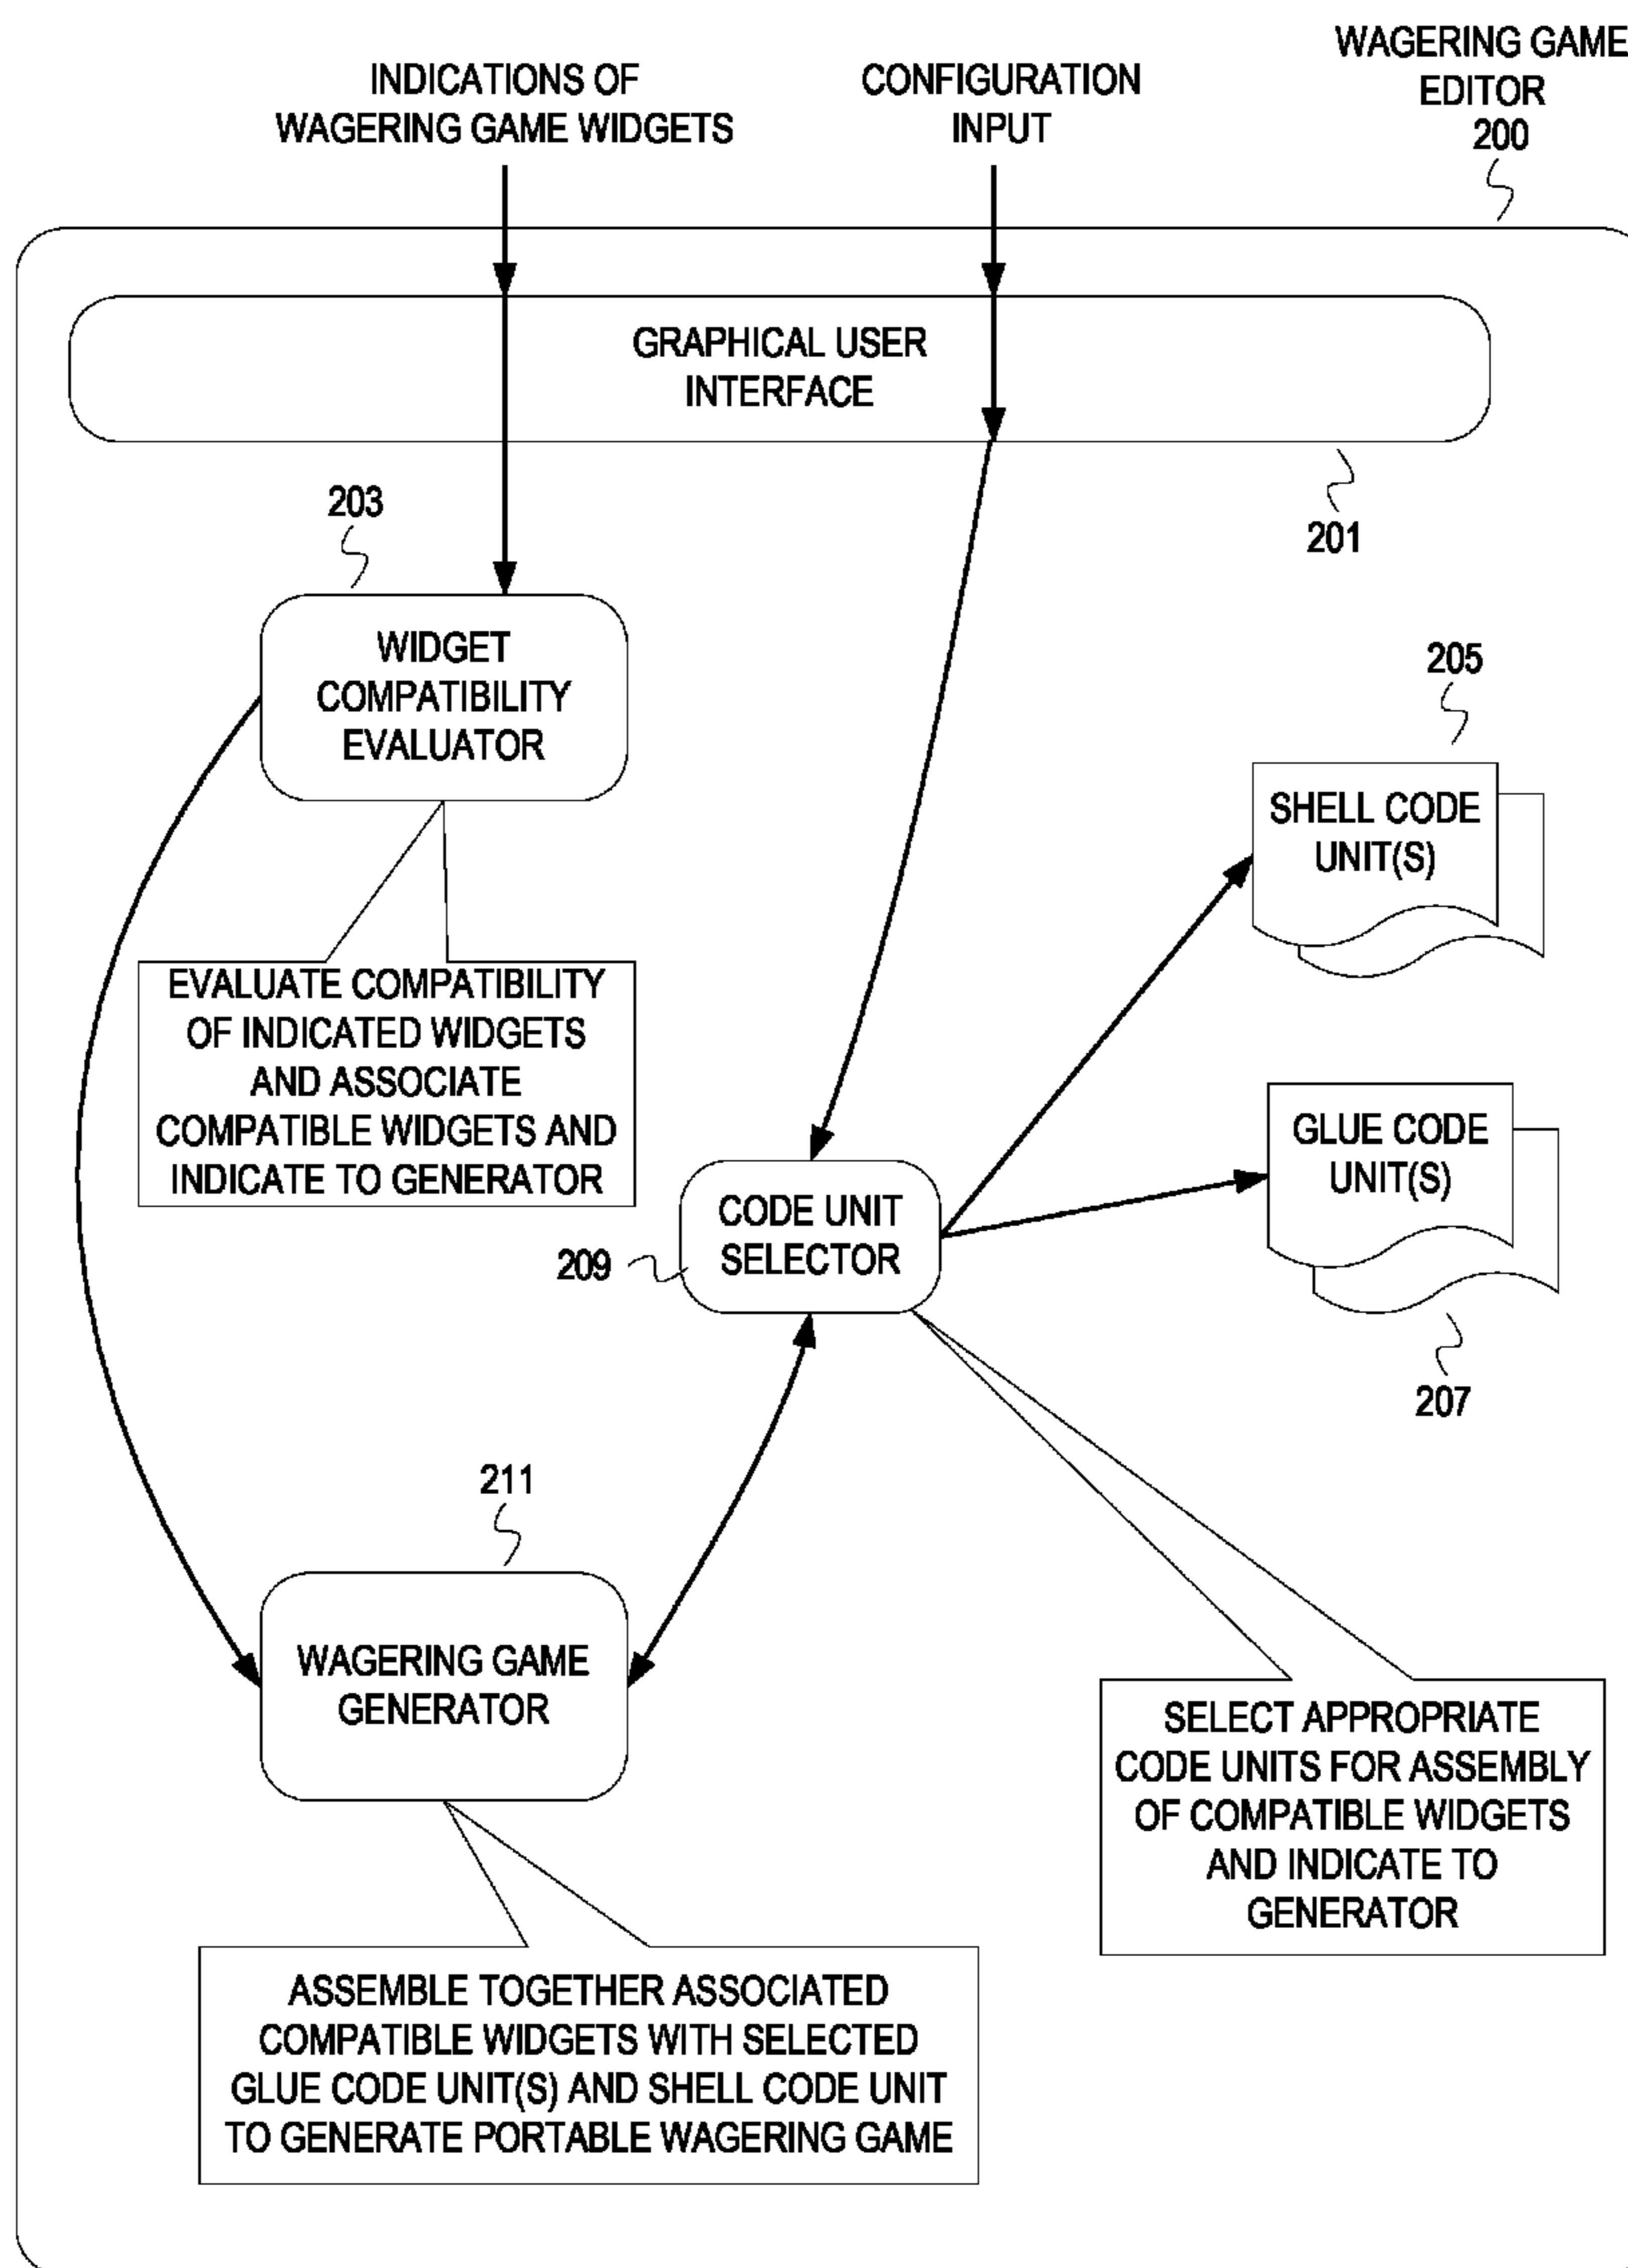 WAGERING GAME
EDITOR
200
INDICATIONS OF
WAGERING GAME WIDGETS
CONFIGURATION
INPUT
GRAPHICAL USER
INTERFACE
201
203
WIDGET
COMPATIBILITY
EVALUATOR
205
SHELL CODE
UNIT(S)
EVALUATE COMPATIBILITY
OF INDICATED WIDGETS
AND ASSOCIATE
COMPATIBLE WIDGETS AND
INDICATE TO GENERATOR
GLUE CODE
UNIT(S)
207
CODE UNIT
SELECTOR
209
211
WAGERING GAME
GENERATOR
SELECT APPROPRIATE
CODE UNITS FOR ASSEMBLY
OF COMPATIBLE WIDGETS
AND INDICATE TO
GENERATOR
ASSEMBLE TOGETHER ASSOCIATED
COMPATIBLE WIDGETS WITH SELECTED
GLUE CODE UNIT(S) AND SHELL CODE UNIT
TO GENERATE PORTABLE WAGERING GAME